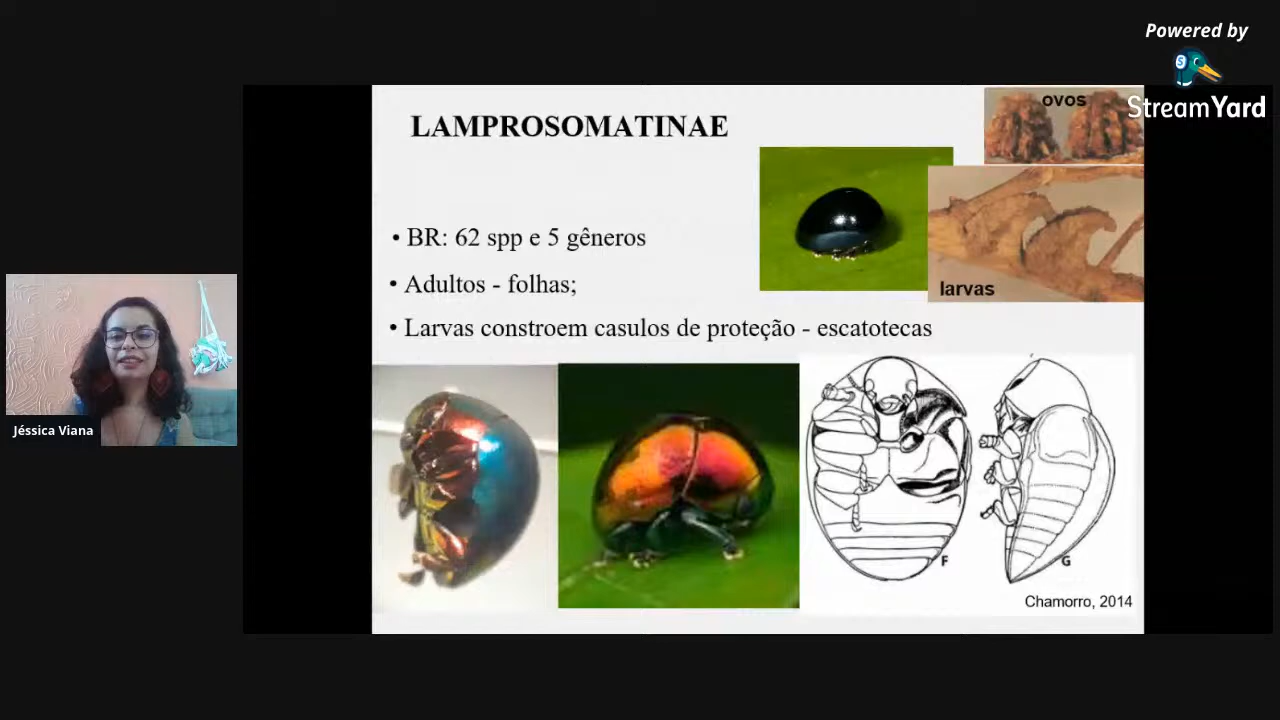 Powered by
StreamYard
LAMPROSOMATINAE
ovos
• BR: 62 spp e 5 gêneros
• Adultos - folhas;
larvas
• Larvas constroem casulos de proteção - escatotecas
Jéssica Viana
F
G
Chamorro, 2014